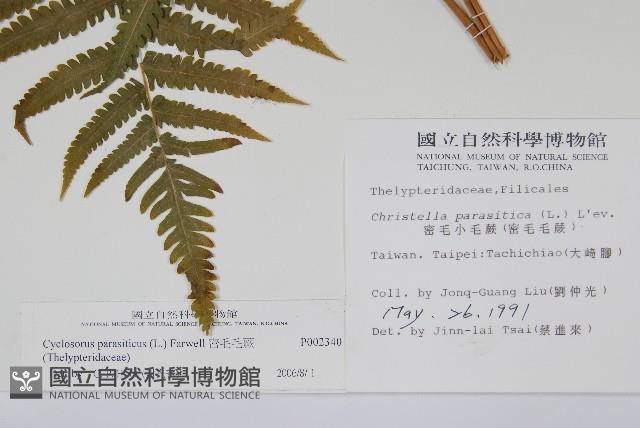 國立自然科學博物館
NATIONAL MUSEUM OF NATURAL SCIENCE
TAICHUNG, TAIWAN, R.O.CHINA
Thelypteridaceae,Filicales
Christella parasitica (L.) L'ev.
密毛小毛蕨(密毛毛蕨)
Taiwan. Taipei:Tachichiao(大崎腳)
Coll. by Jonq-Guang Liu(劉仲光)
May. 26. 1991
Det. by Jinn-lai Tsai(蔡進來)
國立自然科學博物館
NATIONAL MUSEUM OF NATURAL SCIENCE TAICHUNG, TAIWAN, R.O.CHINA
Cyclosorus parasiticus (L.) Farwell 密毛毛蕨 P002340
(Thelypteridaceae)
2006/8/1
國立自然科學博物館
NATIONAL MUSEUM OF NATURAL SCIENCE